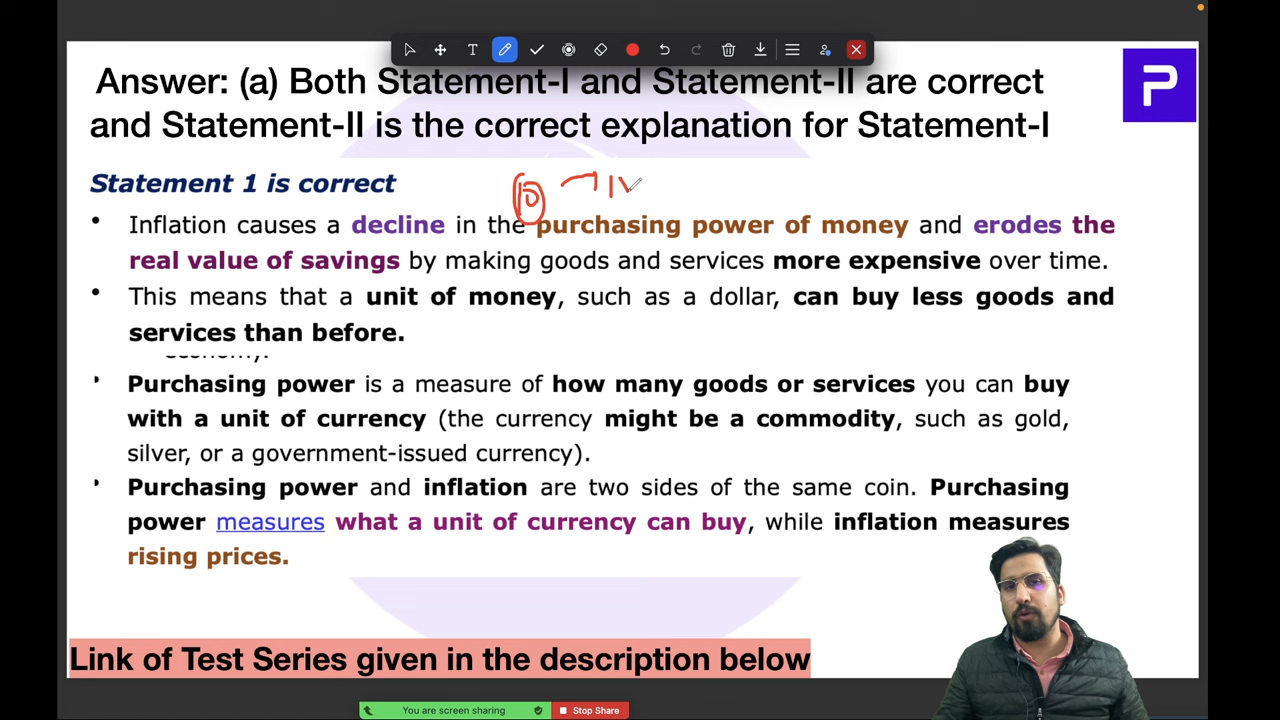 Answer: (a) Both Statement-I and Statement-II are correct
and Statement-II is the correct explanation for Statement-I
P
Statement 1 is correct
10
• Inflation causes a decline in the purchasing power of money and erodes the
real value of savings by making goods and services more expensive over time.
• This means that a unit of money, such as a dollar, can buy less goods and
services than before.
economy.
Purchasing power is a measure of how many goods or services you can buy
with a unit of currency (the currency might be a commodity, such as gold,
silver, or a government-issued currency).
Purchasing power and inflation are two sides of the same coin. Purchasing
power measures what a unit of currency can buy, while inflation measures
rising prices.
Link of Test Series given in the description below
You are screen sharing
Stop Share